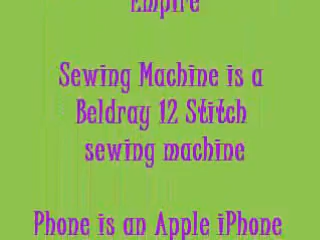 Empire
Sewing Machine is a
Beldray 12 Stitch
sewing machine
Phone is an Apple iPhone